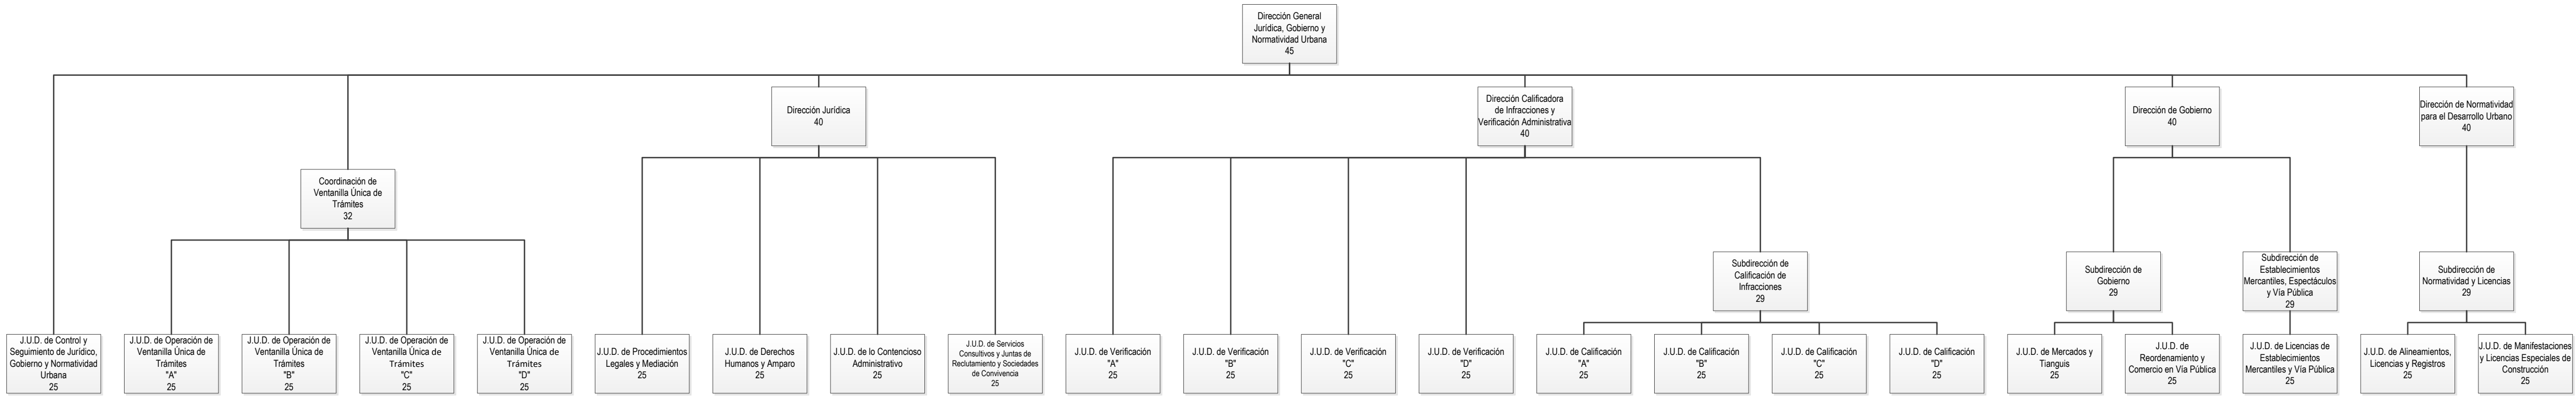 Dirección General
Jurídica, Gobierno y
Normatividad Urbana
45
Dirección Jurídica
40
Dirección Calificadora
de Infracciones y
Verificación Administrativa
40
Dirección de Gobierno
40
Dirección de Normatividad
para el Desarrollo Urbano
40
Coordinación de
Ventanilla Única de
Trámites
32
Subdirección de
Calificación de
Infracciones
29
Subdirección de
Gobierno
29
Subdirección de
Establecimientos
Mercantiles, Espectáculos
y Vía Pública
29
Subdirección de
Normatividad y Licencias
29
J.U.D. de Control y
Seguimiento de Jurídico,
Gobierno y Normatividad
Urbana
25
J.U.D. de Operación de
Ventanilla Única de
Trámites
"A"
25
J.U.D. de Operación de
Ventanilla Única de
Trámites
"B"
25
J.U.D. de Operación de
Ventanilla Única de
Trámites
"C"
25
J.U.D. de Operación de
Ventanilla Única de
Trámites
"D"
25
J.U.D. de Procedimientos
Legales y Mediación
25
J.U.D. de Derechos
Humanos y Amparo
25
J.U.D. de lo Contencioso
Administrativo
25
J.U.D. de Servicios
Consultivos y Juntas de
Reclutamiento y Sociedades
de Convivencia
25
J.U.D. de Verificación
"A"
25
J.U.D. de Verificación
"B"
25
J.U.D. de Verificación
"C"
25
J.U.D. de Verificación
"D"
25
J.U.D. de Calificación
"A"
25
J.U.D. de Calificación
"B"
25
J.U.D. de Calificación
"C"
25
J.U.D. de Calificación
"D"
25
J.U.D. de Mercados y
Tianguis
25
J.U.D. de
Reordenamiento y
Comercio en Vía Pública
25
J.U.D. de Licencias de
Establecimientos
Mercantiles y Vía Pública
25
J.U.D. de Alineamientos,
Licencias y Registros
25
J.U.D. de Manifestaciones
y Licencias Especiales de
Construcción
25